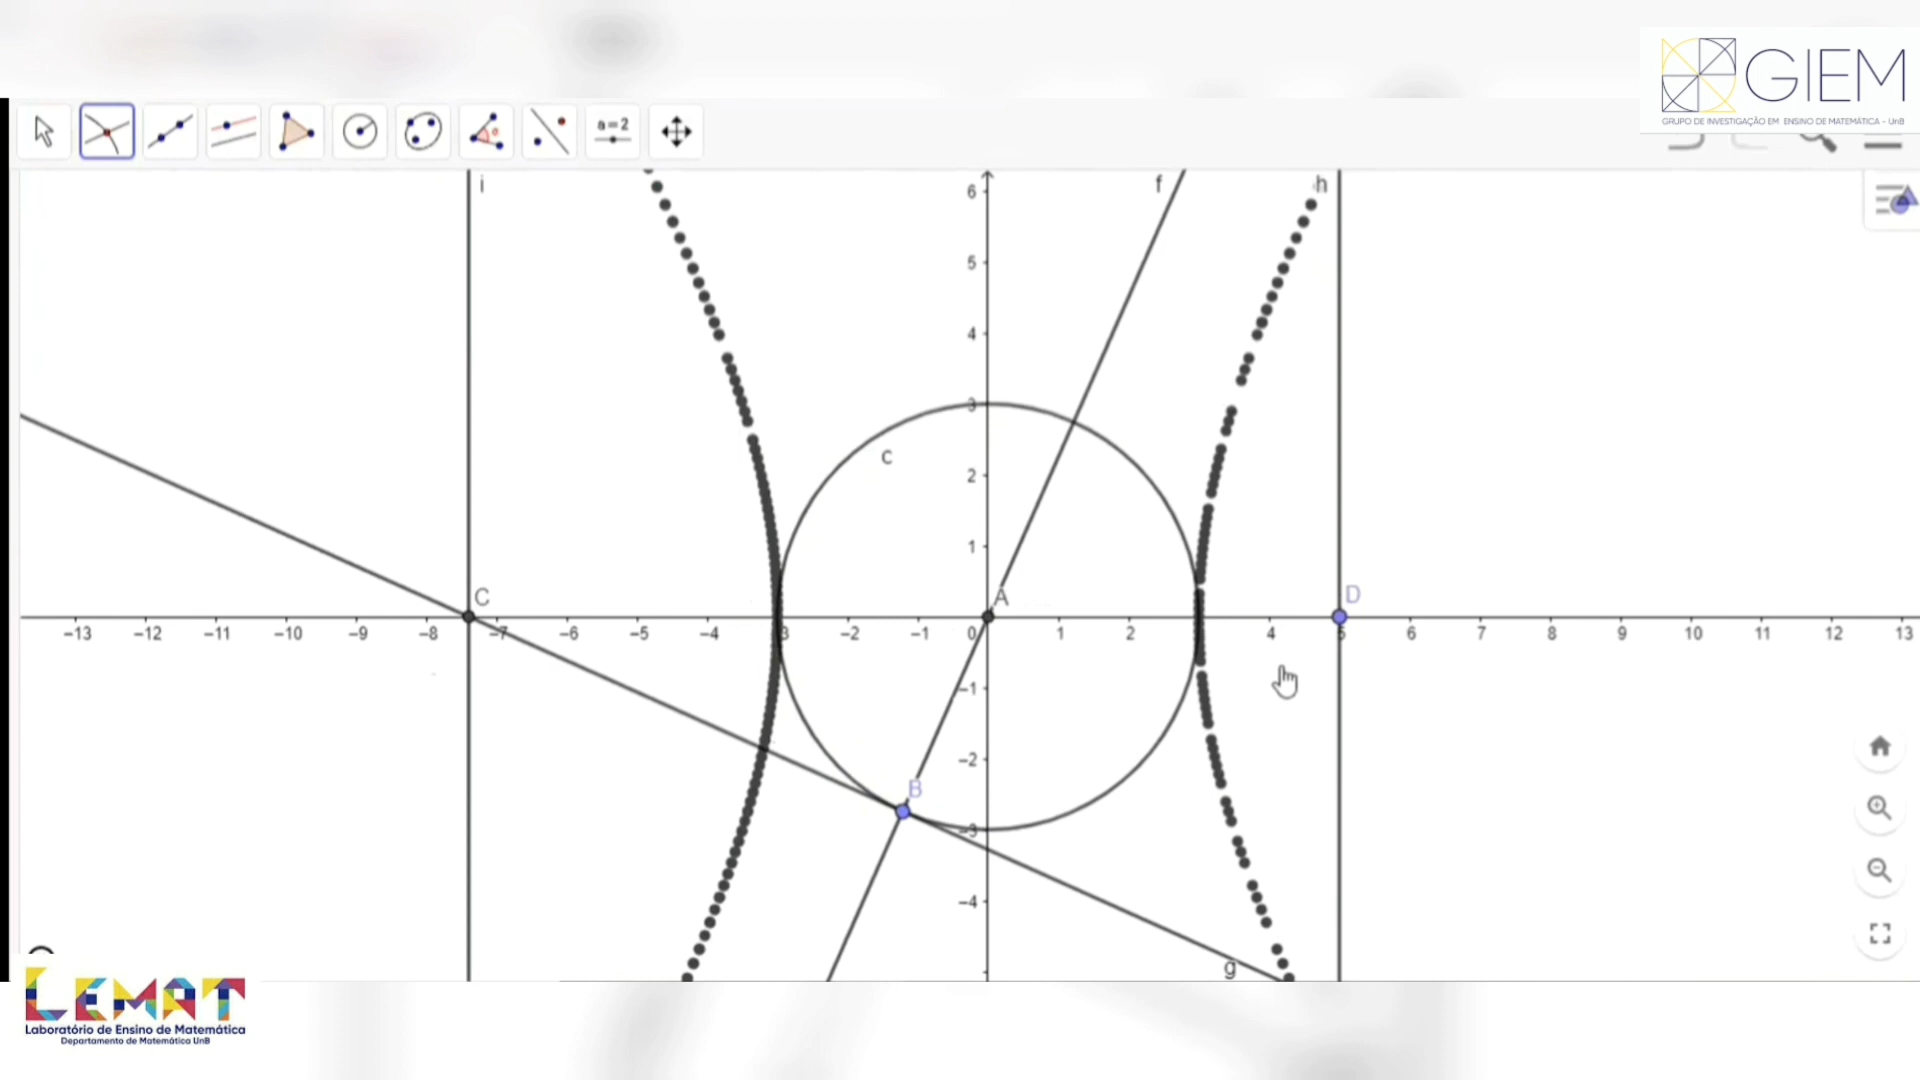 GIEM
GRUPO DE INVESTIGAÇÃO EM ENSINO DE MATEMÁTICA - UnB
a=2
i
f
h
6
5
4
3
c
2
1
C
A
D
-13 -12 -11 -10 -9 -8 -7 -6 -5 -4 3 -2 -1 0 1 2 4 5 6 7 8 9 10 11 12 13
-1
-2
B
-3
-4
g
LEMAT
Laboratório de Ensino de Matemática
Departamento de Matemática UnB